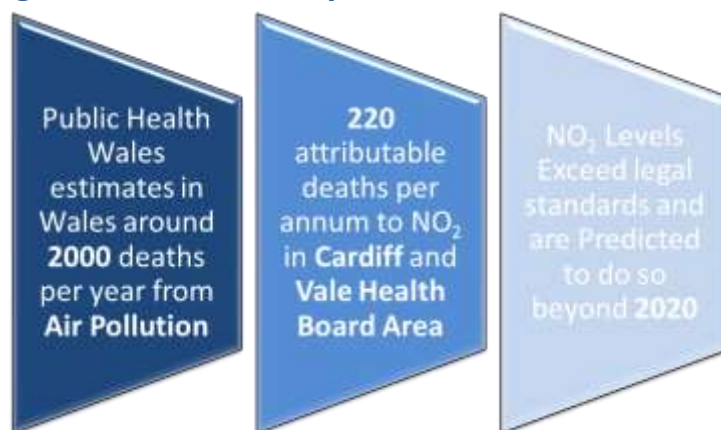 Public Health
Wales
estimates in
Wales around
2000 deaths
per year from
Air Pollution
220
attributable
deaths per
annum to NO₂
in Cardiff and
Vale Health
Board Area
NO₂ Levels
Exceed legal
standards and
are Predicted
to do so
beyond 2020